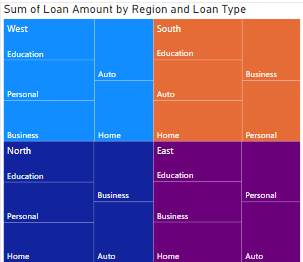 Sum of Loan Amount by Region and Loan Type
West
Education
Personal
Business
Auto
Home
South
Education
Auto
Home
Business
Personal
North
Education
Personal
Home
Business
Auto
East
Education
Business
Home
Personal
Auto